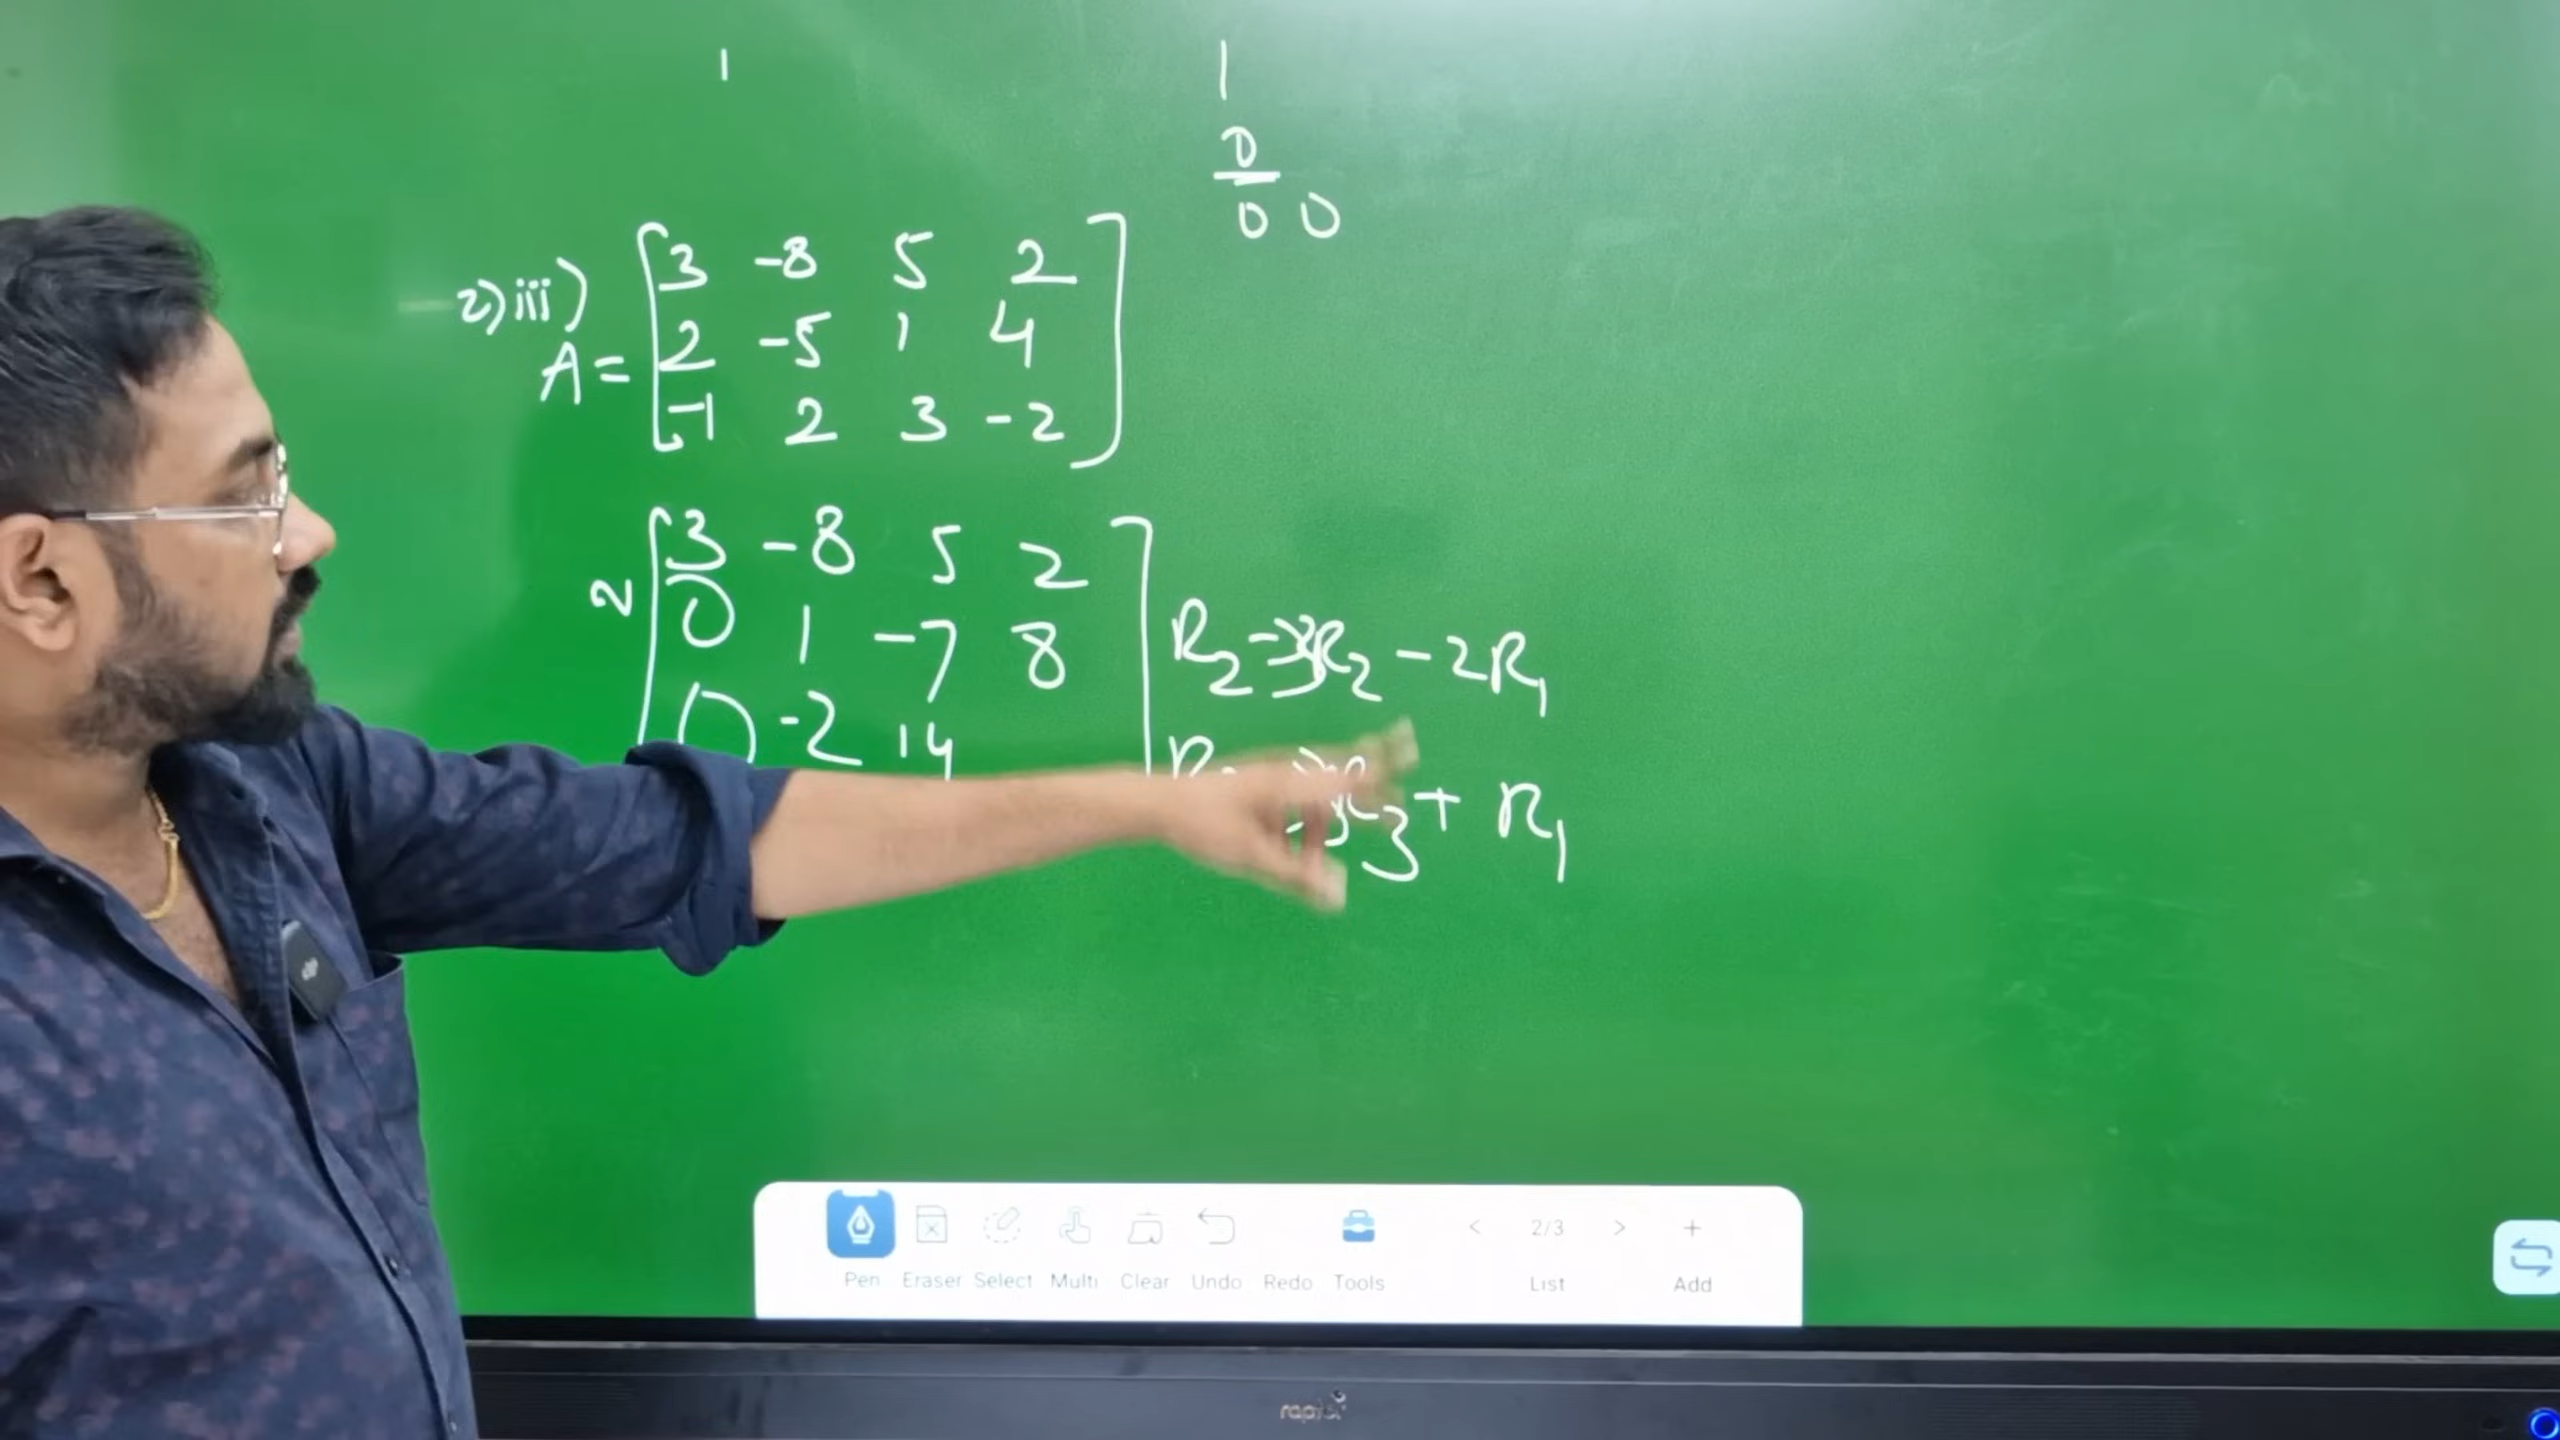 1 1
0
0 0
2) iii)
A = [3 -8 5 2
2 -5 1 4
-1 2 3 -2]
~ [3 -8 5 2
0 1 -7 8] R2 → 3R2 - 2R1
0 -2 14 R3 + R1
Pen Eraser Select Multi Clear Undo Redo Tools < 2/3 > +
List Add
raptor